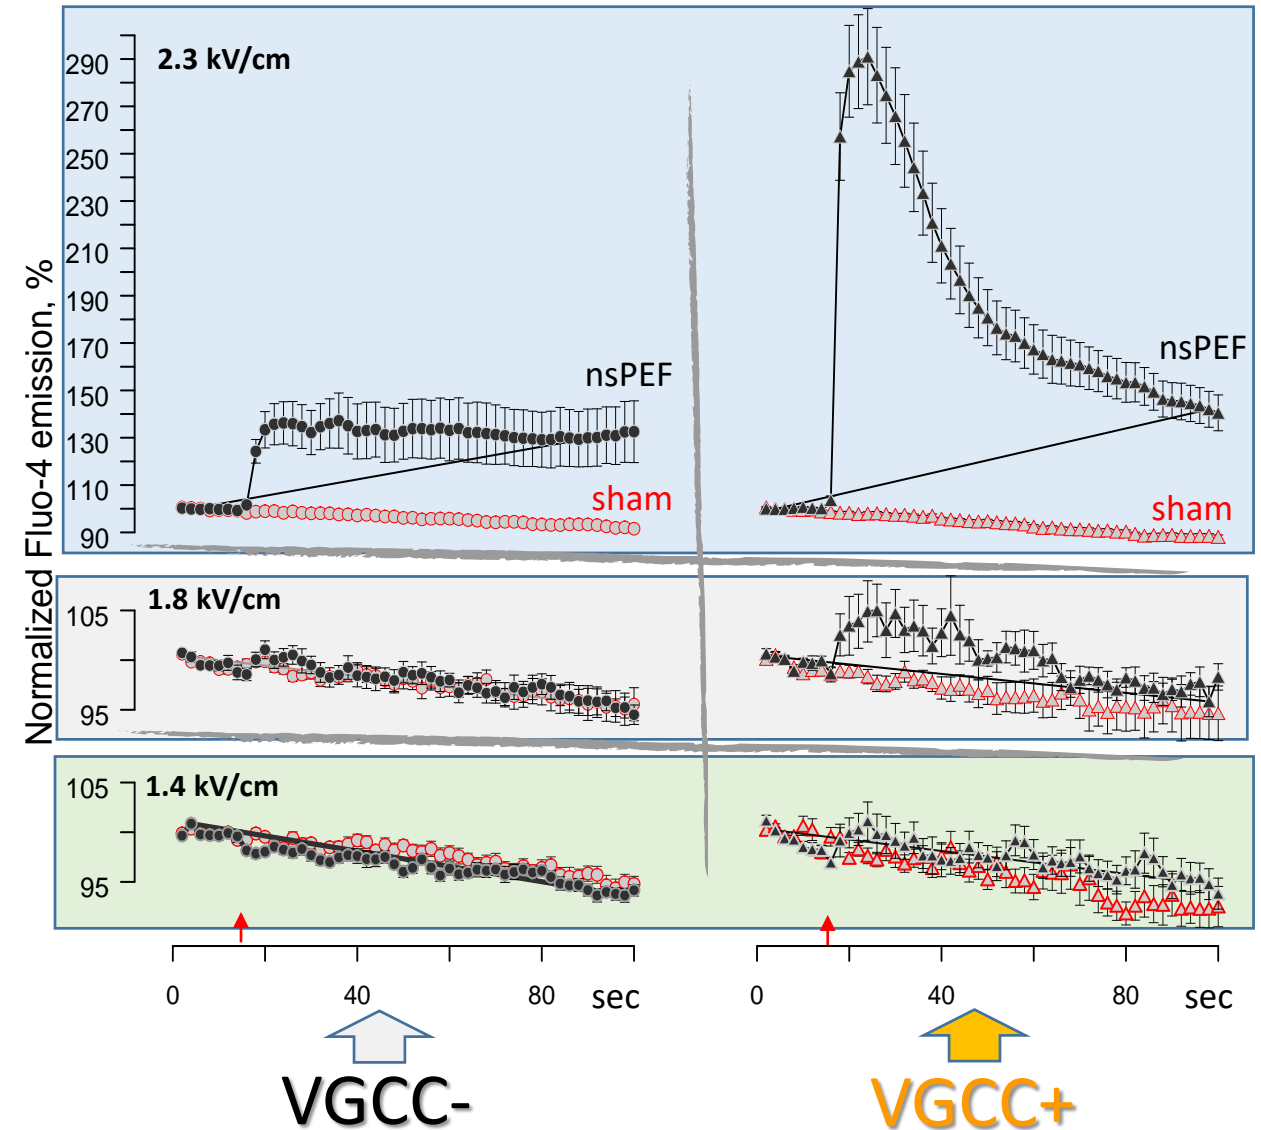 Normalized Fluo-4 emission, %
2.3 kV/cm
290
270
250
230
210
190
170
150
130
110
90
nsPEF
sham
nsPEF
sham
1.8 kV/cm
105
95
1.4 kV/cm
105
95
0 40 80 sec
0 40 80 sec
VGCC- VGCC+